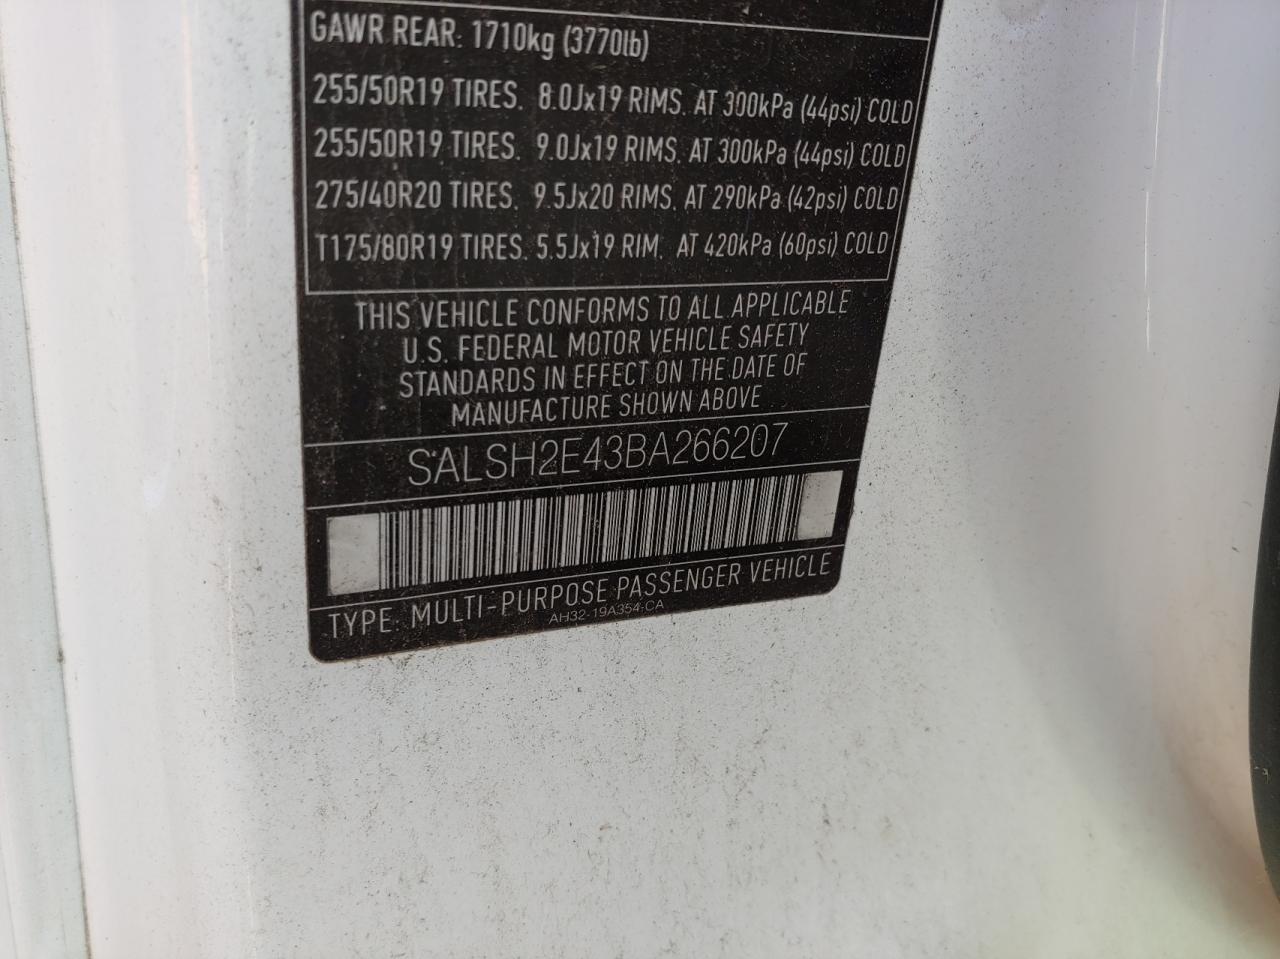 GAWR REAR: 1710kg (3770lb)
255/50R19 TIRES. 8.0Jx19 RIMS. AT 300kPa (44psi) COLD
255/50R19 TIRES. 9.0Jx19 RIMS. AT 300kPa (44psi) COLD
275/40R20 TIRES. 9.5Jx20 RIMS. AT 290kPa (42psi) COLD
T175/80R19 TIRES. 5.5Jx19 RIM. AT 420kPa (60psi) COLD
THIS VEHICLE CONFORMS TO ALL APPLICABLE
U.S. FEDERAL MOTOR VEHICLE SAFETY
STANDARDS IN EFFECT ON THE DATE OF
MANUFACTURE SHOWN ABOVE
SALSH2E43BA266207
TYPE: MULTI-PURPOSE PASSENGER VEHICLE
AH32-19A354-CA